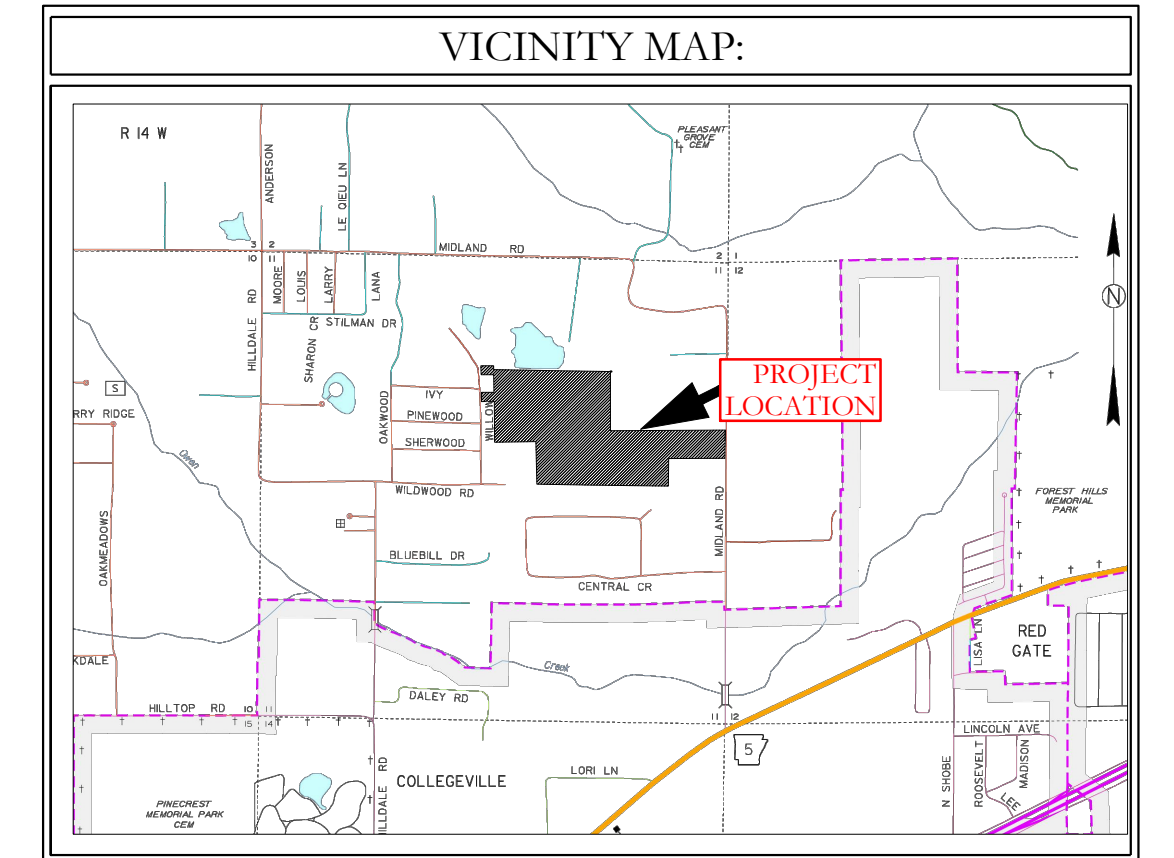 VICINITY MAP:
R 14 W
PLEASANT
GROVE
CEM
ANDERSON
LE QIEU LN
MIDLAND RD
3 2
10 11
2 1
11 12
HILLDALE RD
MOORE
LOUIS
LARRY
LANA
STILMAN DR
SHARON CR
N
PROJECT
LOCATION
S
RRY RIDGE
OAKWOOD
IVY
PINEWOOD
SHERWOOD
WILLOW
WILDWOOD RD
Owen
OAKMEADOWS
MIDLAND RD
FOREST HILLS
MEMORIAL
PARK
BLUEBILL DR
CENTRAL CR
LISA LN
RED
GATE
KDALE
Creek
DALEY RD
HILLTOP RD
10 11
15 14
11 12
5
LINCOLN AVE
N SHOBE
ROOSEVELT
MADISON
LEE
LORI LN
COLLEGEVILLE
ILLDALE RD
PINECREST
MEMORIAL PARK
CEM